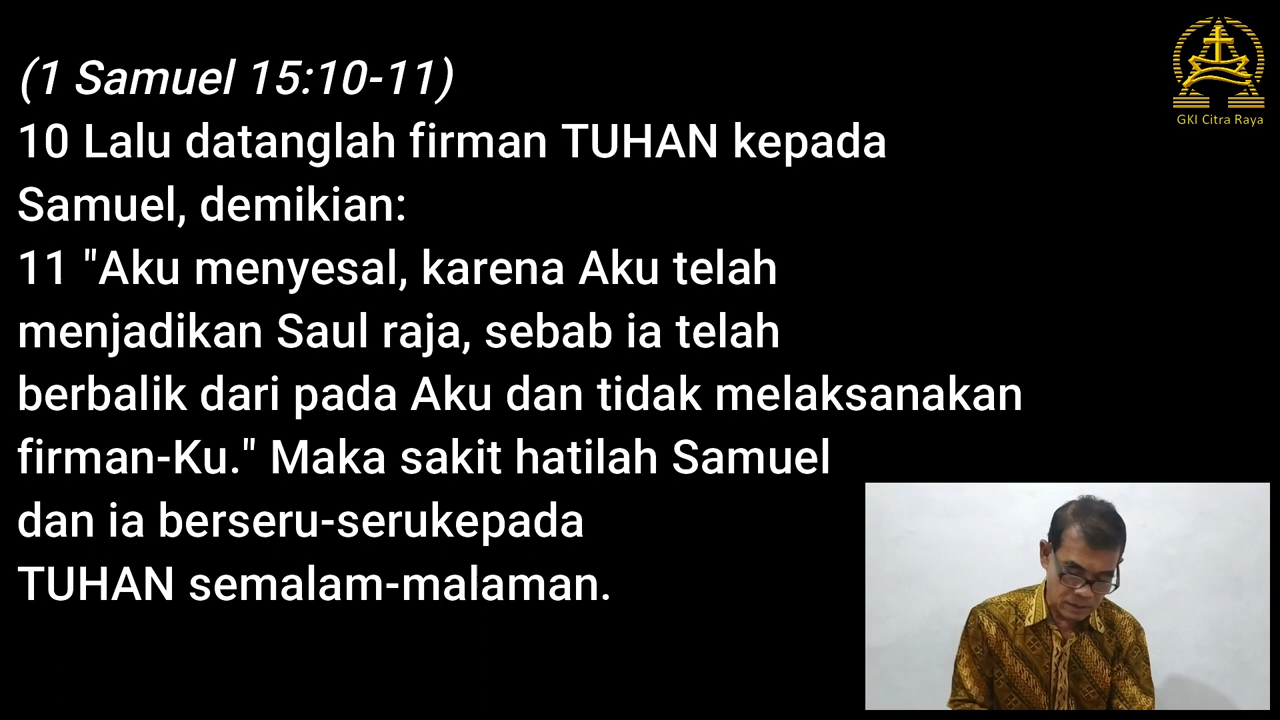 (1 Samuel 15:10-11)
10 Lalu datanglah firman TUHAN kepada
Samuel, demikian:
11 "Aku menyesal, karena Aku telah
menjadikan Saul raja, sebab ia telah
berbalik dari pada Aku dan tidak melaksanakan
firman-Ku." Maka sakit hatilah Samuel
dan ia berseru-serukepada
TUHAN semalam-malaman.
GKI Citra Raya